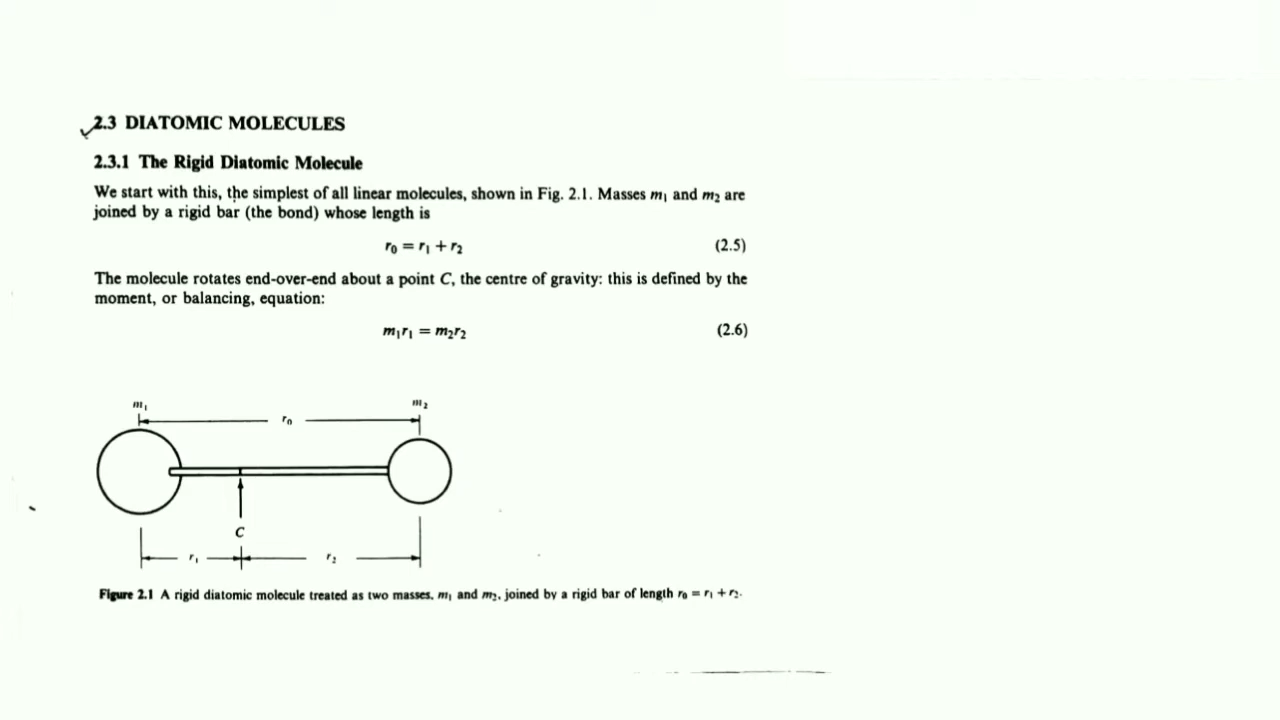 2.3 DIATOMIC MOLECULES
2.3.1 The Rigid Diatomic Molecule
We start with this, the simplest of all linear molecules, shown in Fig. 2.1. Masses m₁ and m₂ are
joined by a rigid bar (the bond) whose length is
r₀ = r₁ + r₂ (2.5)
The molecule rotates end-over-end about a point C, the centre of gravity: this is defined by the
moment, or balancing, equation:
m₁r₁ = m₂r₂ (2.6)
m₁ m₂
r₀
C
r₁ r₂
Figure 2.1 A rigid diatomic molecule treated as two masses, m₁ and m₂, joined by a rigid bar of length r₀ = r₁ + r₂.